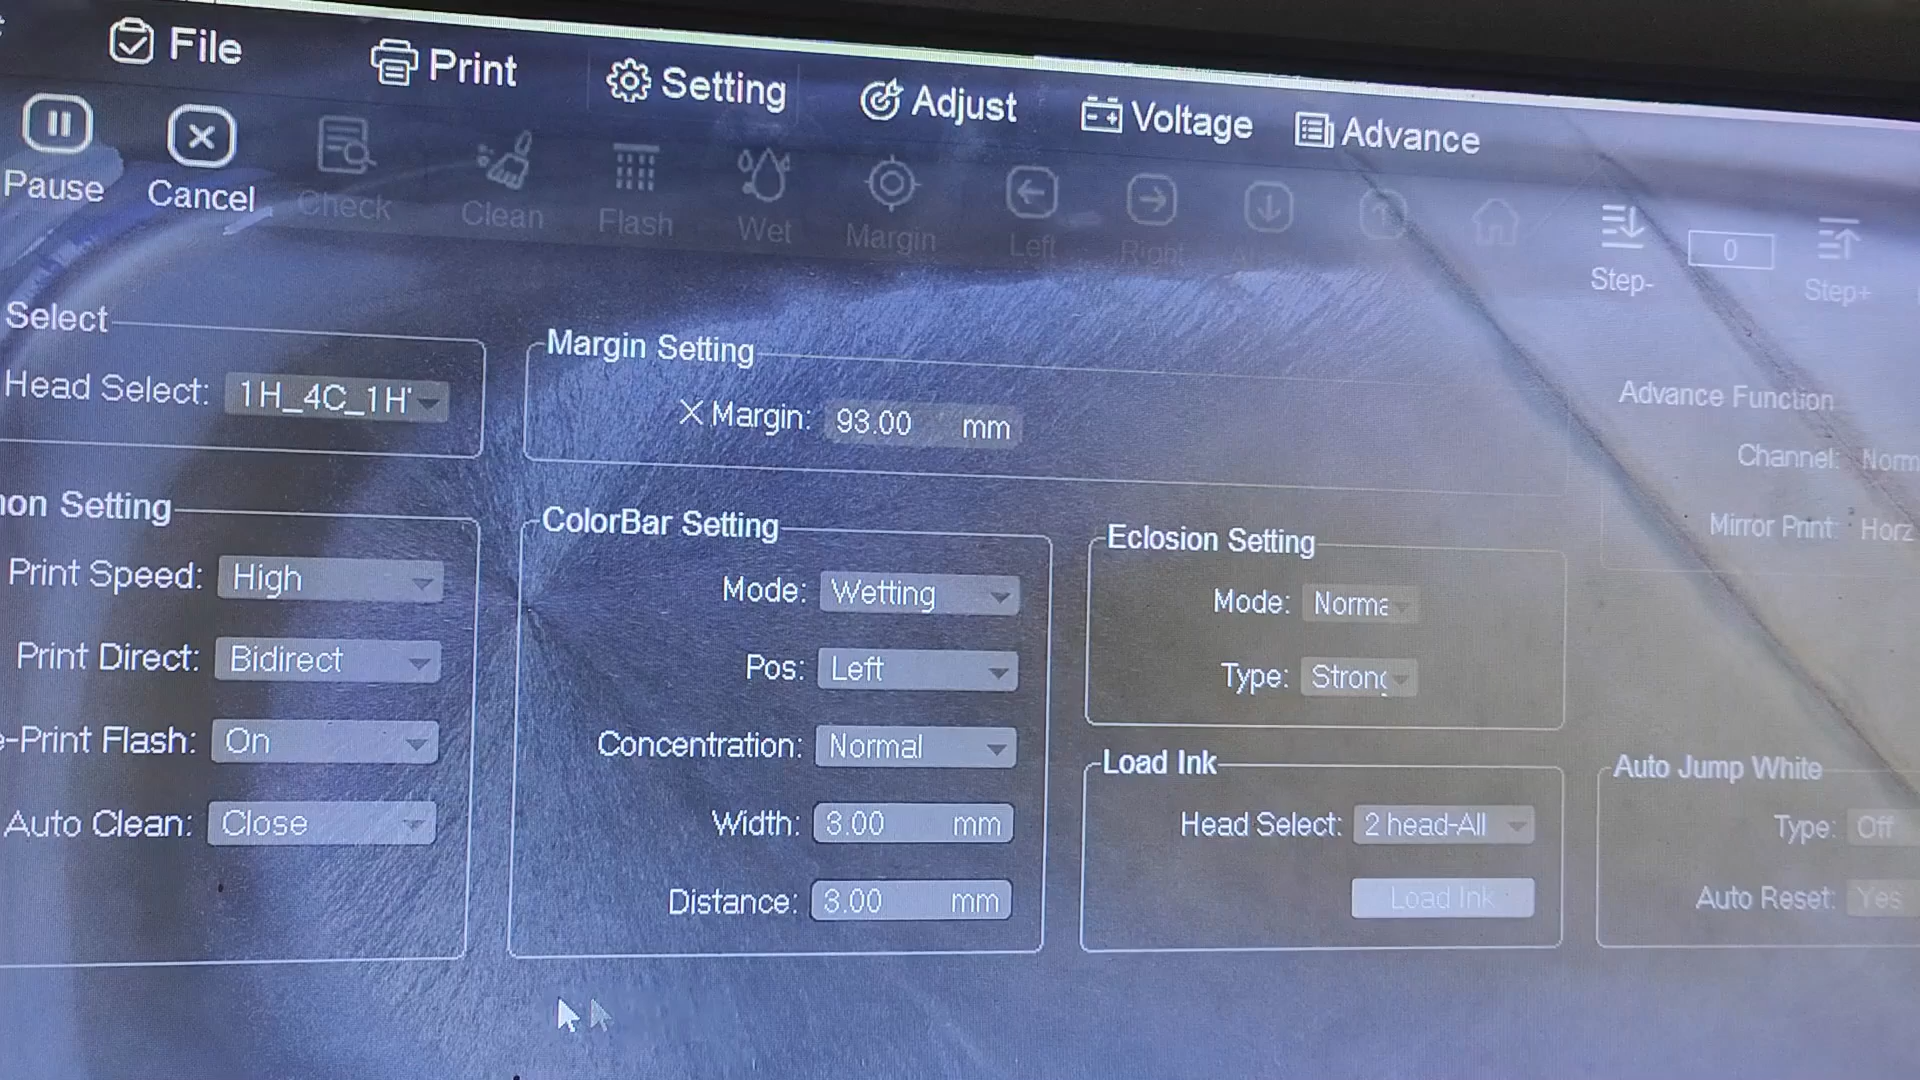 File Print Setting Adjust Voltage Advance
Pause Cancel Check Clean Flash Wet Margin Left Right Step- 0 Step+
Select
Head Select: 1H_4C_1H
Margin Setting
X Margin: 93.00 mm
Advance Function
Channel: Norm
Mirror Print: Horz
on Setting
Print Speed: High
Print Direct: Bidirect
-Print Flash: On
Auto Clean: Close
ColorBar Setting
Mode: Wetting
Pos: Left
Concentration: Normal
Width: 3.00 mm
Distance: 3.00 mm
Eclosion Setting
Mode: Norma
Type: Strong
Load Ink
Head Select: 2 head-All
Load Ink
Auto Jump White
Type: Off
Auto Reset: Yes